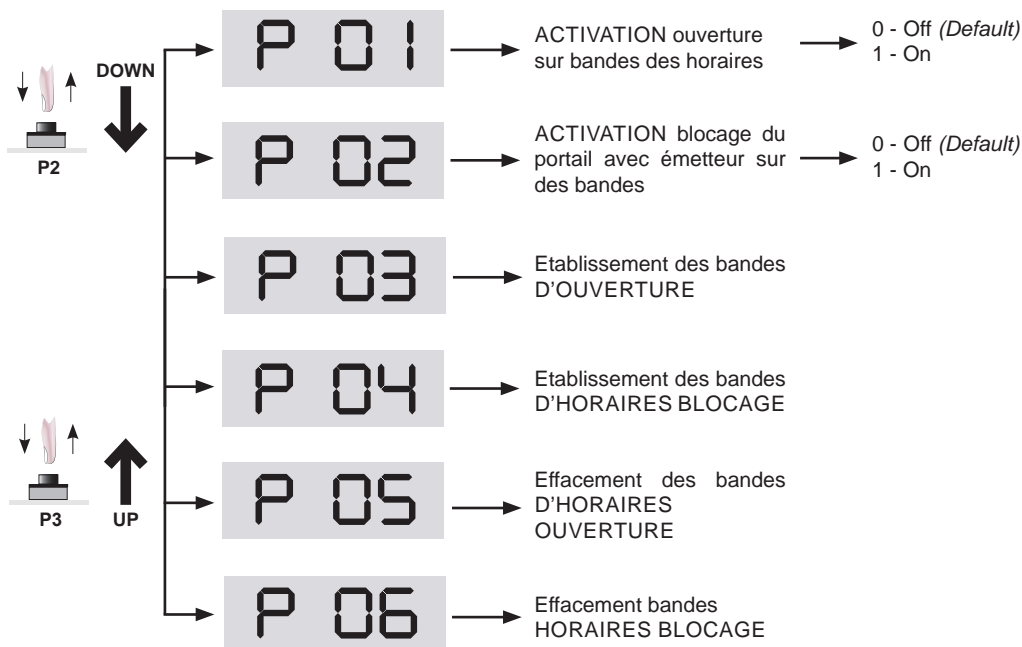 P 01
ACTIVATION ouverture
sur bandes des horaires
0 - Off (Default)
1 - On
DOWN
P2
P 02
ACTIVATION blocage du
portail avec émetteur sur
des bandes
0 - Off (Default)
1 - On
P 03
Etablissement des bandes
D'OUVERTURE
P 04
Etablissement des bandes
D'HORAIRES BLOCAGE
P3
UP
P 05
Effacement des bandes
D'HORAIRES
OUVERTURE
P 06
Effacement bandes
HORAIRES BLOCAGE